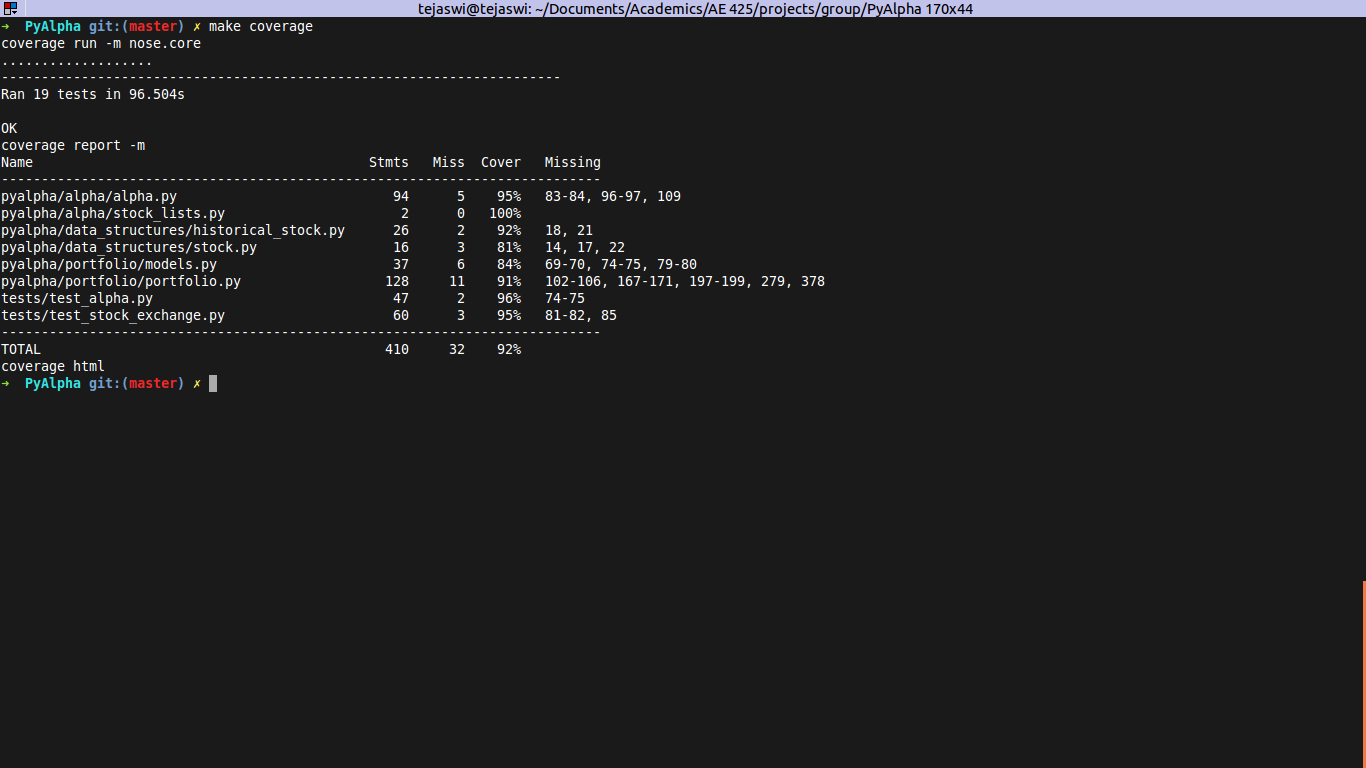 tejaswi@tejaswi: ~/Documents/Academics/AE 425/projects/group/PyAlpha 170x44
➜  PyAlpha git:(master) ✗ make coverage
coverage run -m nose.core
...................
----------------------------------------------------------------------
Ran 19 tests in 96.504s
OK
coverage report -m
Name                                          Stmts   Miss  Cover   Missing
---------------------------------------------------------------------------
pyalpha/alpha/alpha.py                           94      5    95%   83-84, 96-97, 109
pyalpha/alpha/stock_lists.py                      2      0   100%
pyalpha/data_structures/historical_stock.py      26      2    92%   18, 21
pyalpha/data_structures/stock.py                 16      3    81%   14, 17, 22
pyalpha/portfolio/models.py                      37      6    84%   69-70, 74-75, 79-80
pyalpha/portfolio/portfolio.py                  128     11    91%   102-106, 167-171, 197-199, 279, 378
tests/test_alpha.py                              47      2    96%   74-75
tests/test_stock_exchange.py                     60      3    95%   81-82, 85
---------------------------------------------------------------------------
TOTAL                                           410     32    92%
coverage html
➜  PyAlpha git:(master) ✗